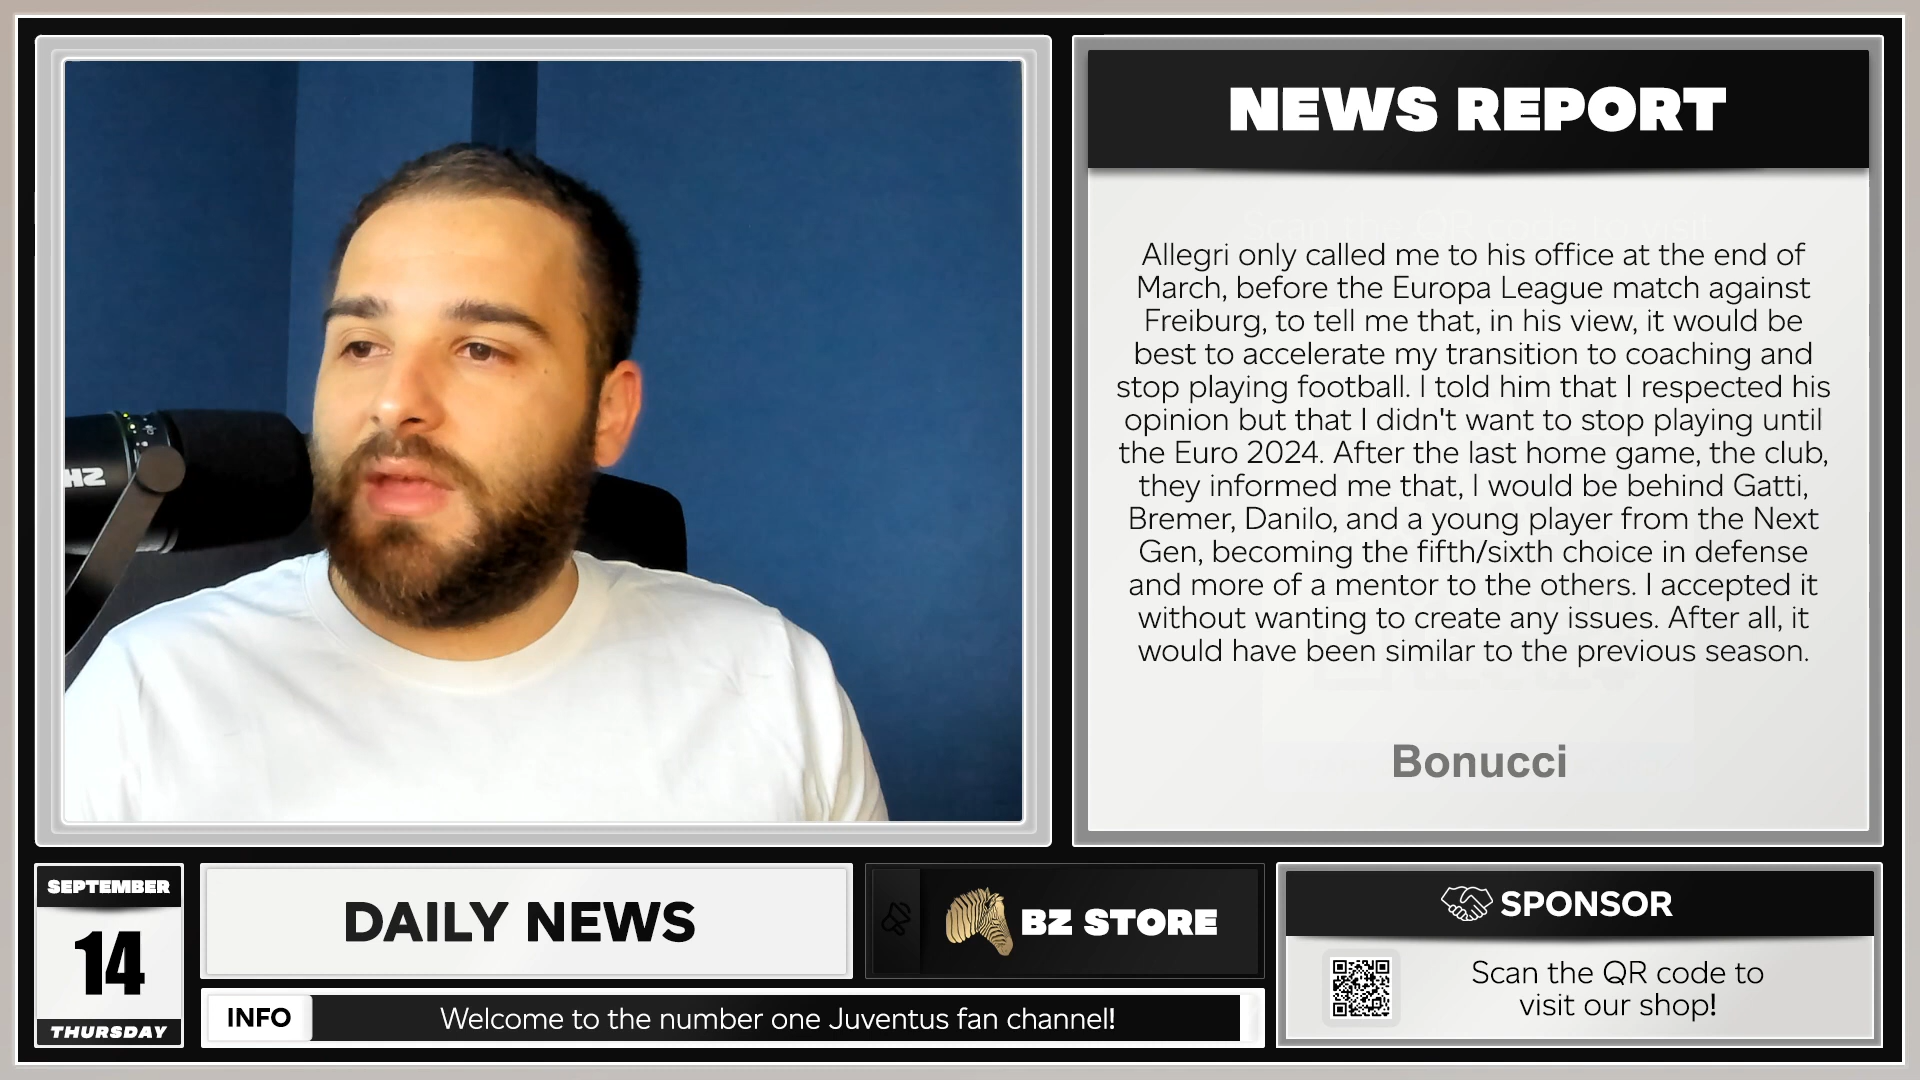 NEWS REPORT
Allegri only called me to his office at the end of
March, before the Europa League match against
Freiburg, to tell me that, in his view, it would be
best to accelerate my transition to coaching and
stop playing football. I told him that I respected his
opinion but that I didn't want to stop playing until
the Euro 2024. After the last home game, the club,
they informed me that, I would be behind Gatti,
Bremer, Danilo, and a young player from the Next
Gen, becoming the fifth/sixth choice in defense
and more of a mentor to the others. I accepted it
without wanting to create any issues. After all, it
would have been similar to the previous season.
Bonucci
SEPTEMBER
14
THURSDAY
DAILY NEWS
BZ STORE
INFO
Welcome to the number one Juventus fan channel!
SPONSOR
Scan the QR code to
visit our shop!